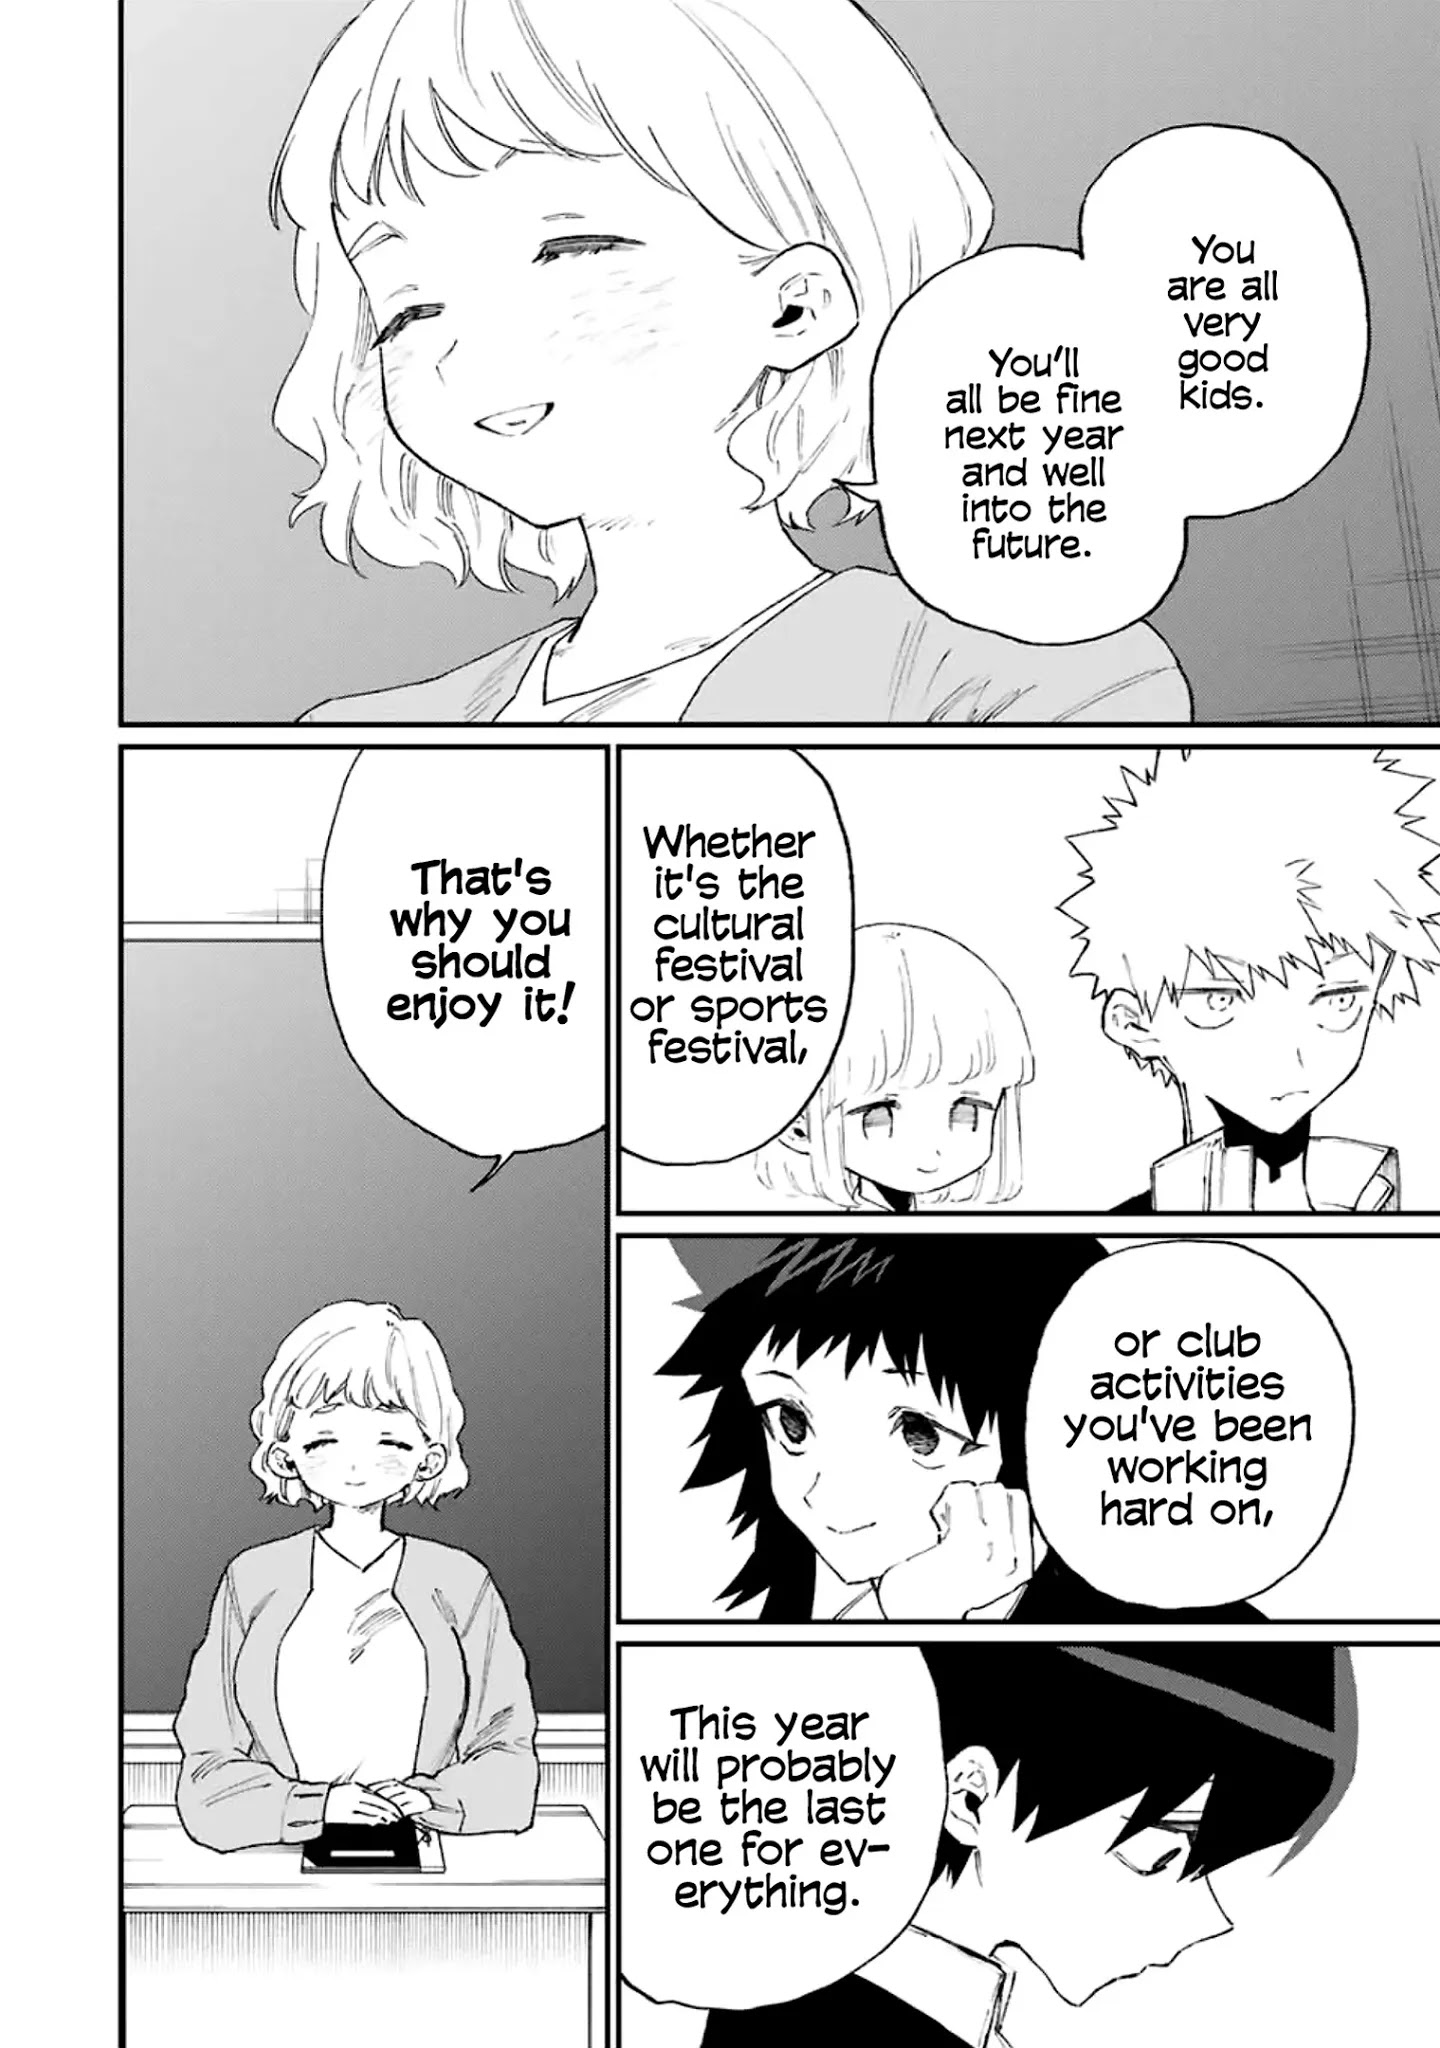 You
are all
very
good
kids.
You'll
all be fine
next year
and well
into the
future.
Whether
it's the
cultural
festival
or sports
festival,
or club
activities
you've been
working
hard on,
This year
will probably
be the last
one for ev-
erything.
That's
why you
should
enjoy it!